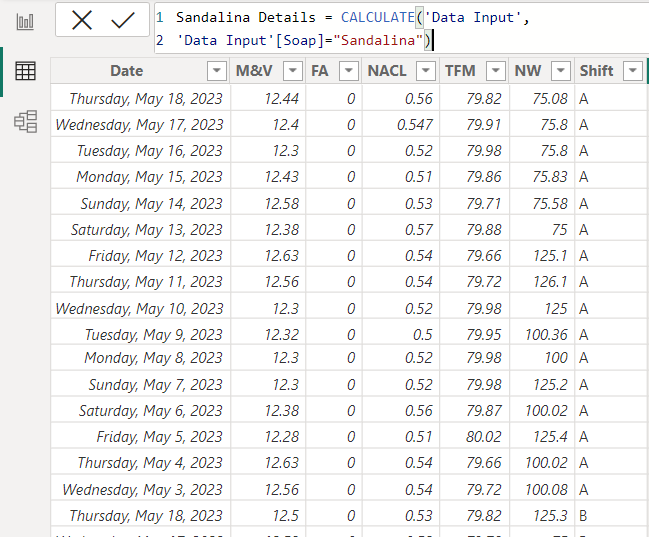 1 Sandalina Details = CALCULATE('Data Input',
2 'Data Input'[Soap]="Sandalina")
Date M&V FA NACL TFM NW Shift
Thursday, May 18, 2023 12.44 0 0.56 79.82 75.08 A
Wednesday, May 17, 2023 12.4 0 0.547 79.91 75.8 A
Tuesday, May 16, 2023 12.3 0 0.52 79.98 75.8 A
Monday, May 15, 2023 12.43 0 0.51 79.86 75.83 A
Sunday, May 14, 2023 12.58 0 0.53 79.71 75.58 A
Saturday, May 13, 2023 12.38 0 0.57 79.88 75 A
Friday, May 12, 2023 12.63 0 0.54 79.66 125.1 A
Thursday, May 11, 2023 12.56 0 0.54 79.72 126.1 A
Wednesday, May 10, 2023 12.3 0 0.52 79.98 125 A
Tuesday, May 9, 2023 12.32 0 0.5 79.95 100.36 A
Monday, May 8, 2023 12.3 0 0.52 79.98 100 A
Sunday, May 7, 2023 12.3 0 0.52 79.98 125.2 A
Saturday, May 6, 2023 12.38 0 0.56 79.87 100.02 A
Friday, May 5, 2023 12.28 0 0.51 80.02 125.4 A
Thursday, May 4, 2023 12.63 0 0.54 79.66 100.02 A
Wednesday, May 3, 2023 12.56 0 0.54 79.72 100.08 A
Thursday, May 18, 2023 12.5 0 0.53 79.82 125.3 B